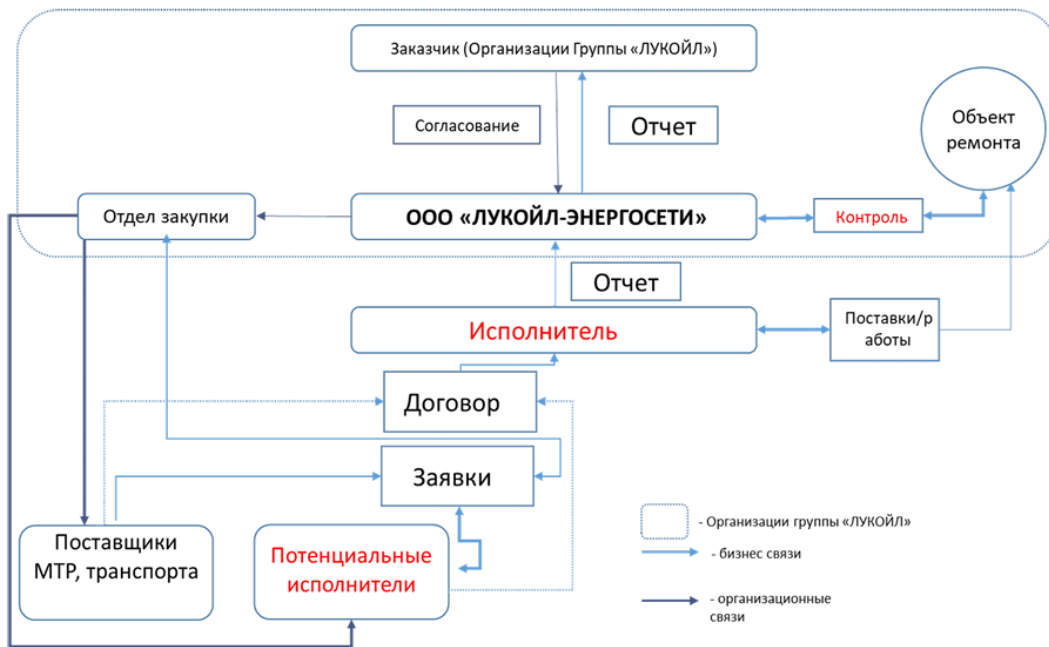 Заказчик (Организации Группы «ЛУКОЙЛ»)
Согласование
Отчет
Объект
ремонта
Отдел закупки
ООО «ЛУКОЙЛ-ЭНЕРГОСЕТИ»
Контроль
Отчет
Исполнитель
Поставки/р
аботы
Договор
Заявки
Поставщики
МТР, транспорта
Потенциальные
исполнители
- Организации группы «ЛУКОЙЛ»
- бизнес связи
- организационные
связи